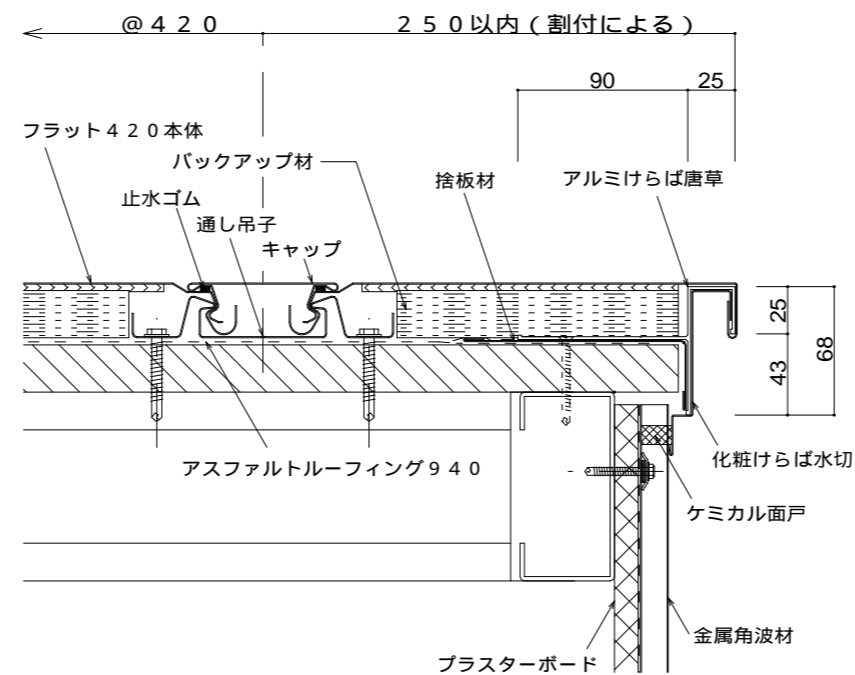 @４２０
２５０以内（割付による）
90
25
フラット４２０本体
バックアップ材
捨板材
アルミけらば唐草
止水ゴム
通し吊子
キャップ
25
43
68
アスファルトルーフィング９４０
化粧けらば水切
ケミカル面戸
金属角波材
プラスターボード